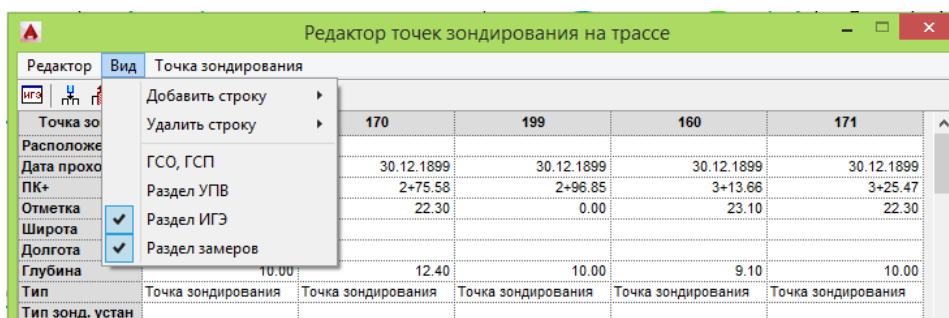 Редактор точек зондирования на трассе
Редактор Вид Точка зондирования
игэ
Добавить строку
Удалить строку
ГСО, ГСП
Раздел УПВ
Раздел ИГЭ
Раздел замеров
170 199 160 171
Дата 30.12.1899 30.12.1899 30.12.1899 30.12.1899
ПК+ 2+75.58 2+96.85 3+13.66 3+25.47
Отметка 22.30 0.00 23.10 22.30
Широта
Долгота
Глубина 10.00 12.40 10.00 9.10 10.00
Тип Точка зондирования Точка зондирования Точка зондирования Точка зондирования Точка зондирования
Тип зонд. устан